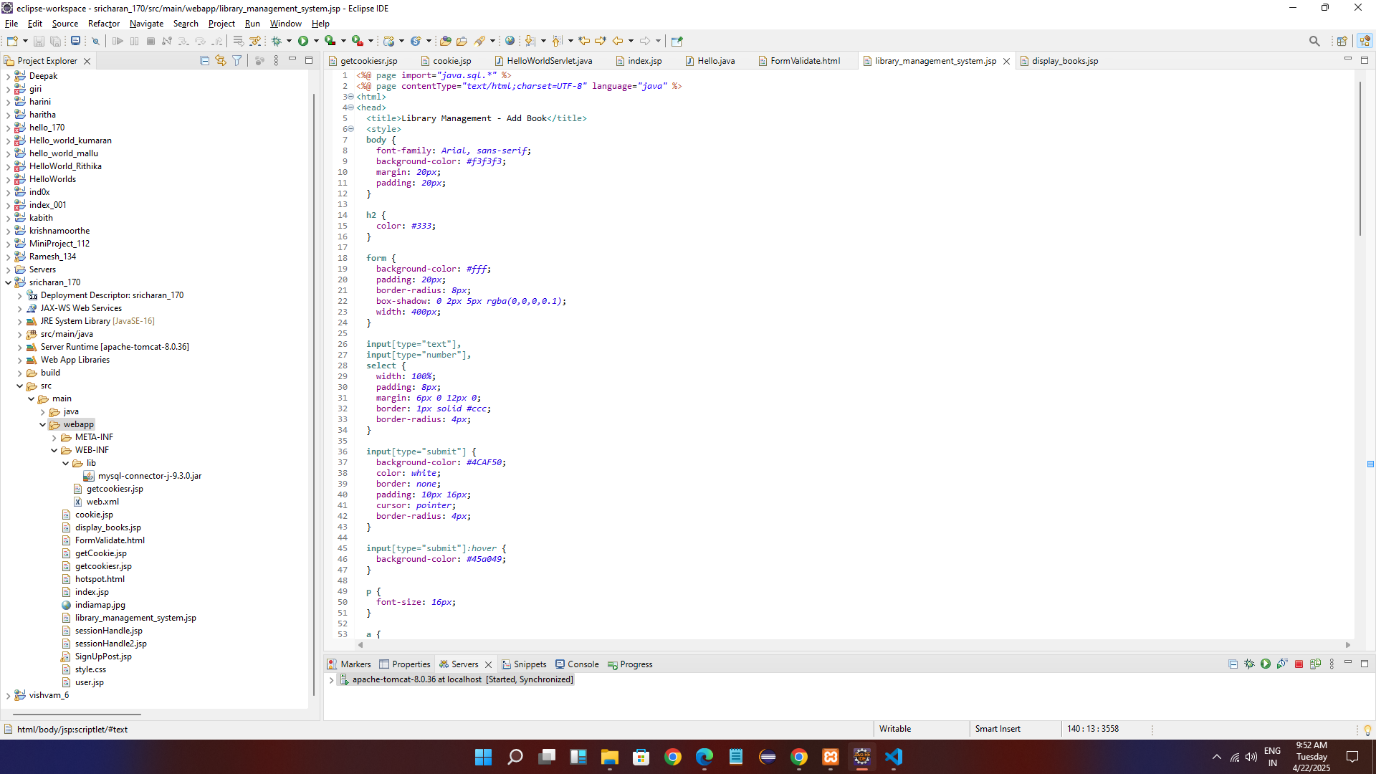 eclipse-workspace - sricharan_170/src/main/webapp/library_management_system.jsp - Eclipse IDE
File Edit Source Refactor Navigate Search Project Run Window Help
Project Explorer
getcookiesr.jsp cookie.jsp HelloWorldServlet.java index.jsp Hello.java FormValidate.html library_management_system.jsp display_books.jsp
Deepak
giri
harini
haritha
hello_170
Hello_world_kumaran
hello_world_mallu
HelloWorld_Rithika
HelloWorlds
ind0x
index_001
kabith
krishnamoorthe
MiniProject_112
Ramesh_134
Servers
sricharan_170
Deployment Descriptor: sricharan_170
JAX-WS Web Services
JRE System Library [JavaSE-16]
src/main/java
Server Runtime [apache-tomcat-8.0.36]
Web App Libraries
build
src
main
java
webapp
META-INF
WEB-INF
lib
mysql-connector-j-9.3.0.jar
getcookiesr.jsp
web.xml
cookie.jsp
display_books.jsp
FormValidate.html
getCookie.jsp
getcookiesr.jsp
hotspot.html
index.jsp
indiamap.jpg
library_management_system.jsp
sessionHandle.jsp
sessionHandle2.jsp
SignUpPost.jsp
style.css
user.jsp
vishvam_6
1 <%@ page import="java.sql.*" %>
2 <%@ page contentType="text/html;charset=UTF-8" language="java" %>
3 <html>
4 <head>
5 <title>Library Management - Add Book</title>
6 <style>
7 body {
8 font-family: Arial, sans-serif;
9 background-color: #f3f3f3;
10 margin: 20px;
11 padding: 20px;
12 }
13
14 h2 {
15 color: #333;
16 }
17
18 form {
19 background-color: #fff;
20 padding: 20px;
21 border-radius: 8px;
22 box-shadow: 0 2px 5px rgba(0,0,0,0.1);
23 width: 400px;
24 }
25
26 input[type="text"],
27 input[type="number"],
28 select {
29 width: 100%;
30 padding: 8px;
31 margin: 6px 0 12px 0;
32 border: 1px solid #ccc;
33 border-radius: 4px;
34 }
35
36 input[type="submit"] {
37 background-color: #4CAF50;
38 color: white;
39 border: none;
40 padding: 10px 16px;
41 cursor: pointer;
42 border-radius: 4px;
43 }
44
45 input[type="submit"]:hover {
46 background-color: #45a049;
47 }
48
49 p {
50 font-size: 16px;
51 }
52
53 a {
Markers Properties Servers Snippets Console Progress
apache-tomcat-8.0.36 at localhost [Started, Synchronized]
html/body/jsp:scriptlet/#text Writable Smart Insert 140 : 13 : 3558
ENG
IN
9:52 AM
Tuesday
4/22/2025